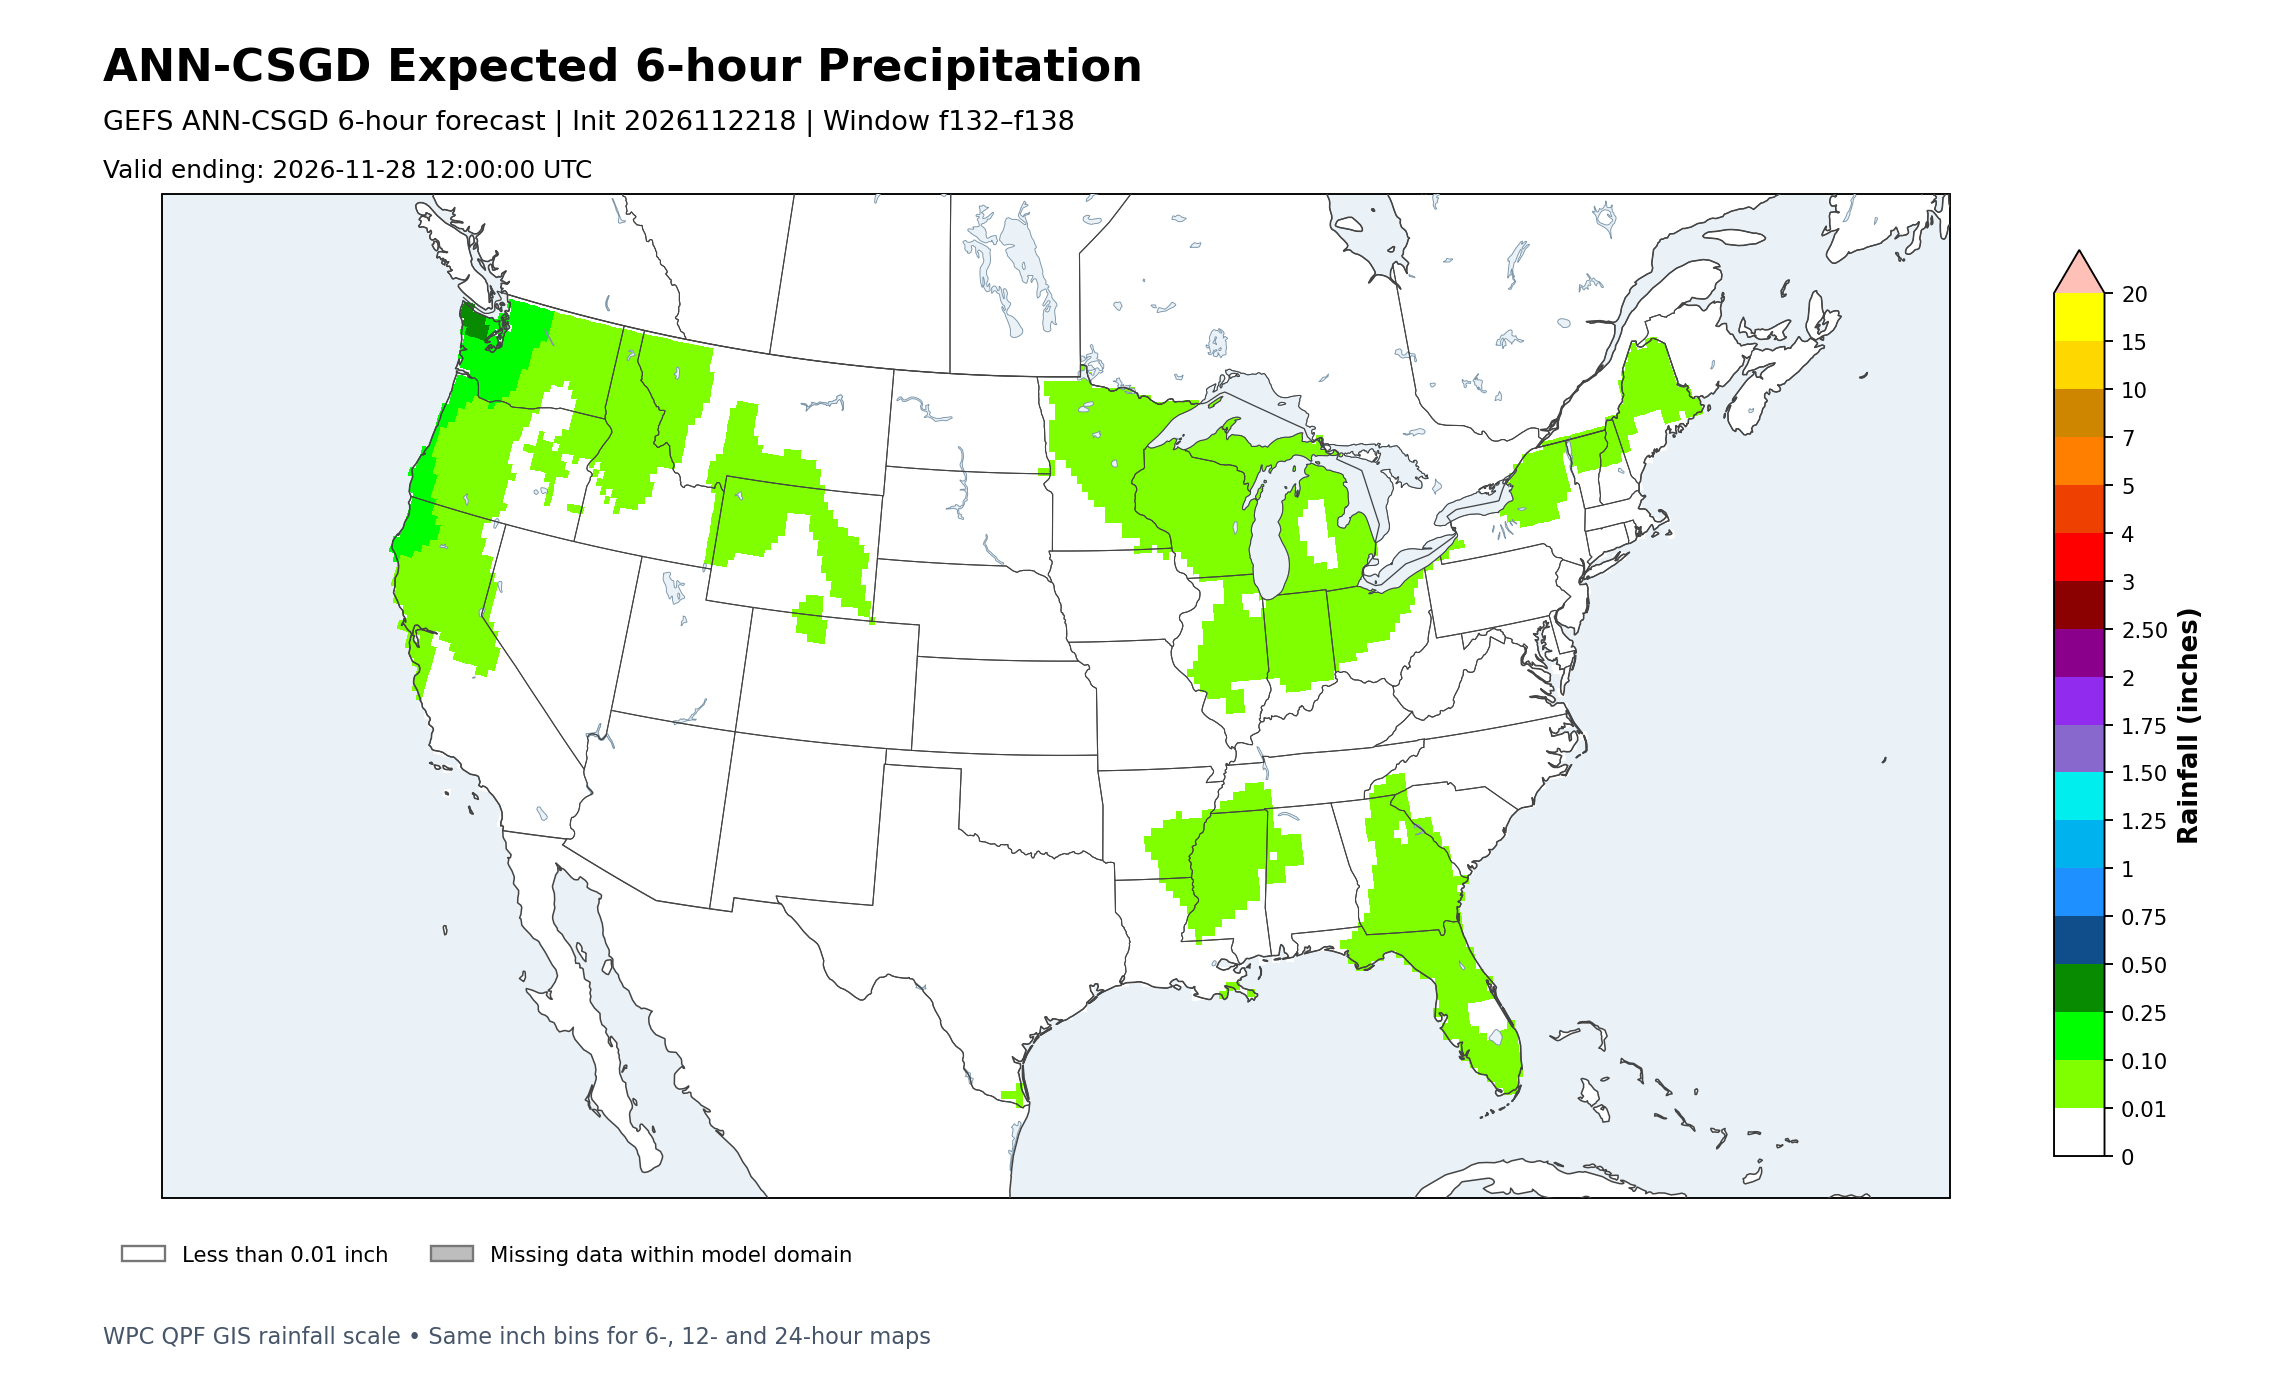 ANN-CSGD Expected 6-hour Precipitation
GEFS ANN-CSGD 6-hour forecast | Init 2026112218 | Window f132–f138
Valid ending: 2026-11-28 12:00:00 UTC
20
15
10
7
5
4
3
2.50
2
1.75
1.50
1.25
1
0.75
0.50
0.25
0.10
0.01
0
Rainfall (inches)
Less than 0.01 inch
Missing data within model domain
WPC QPF GIS rainfall scale • Same inch bins for 6-, 12- and 24-hour maps